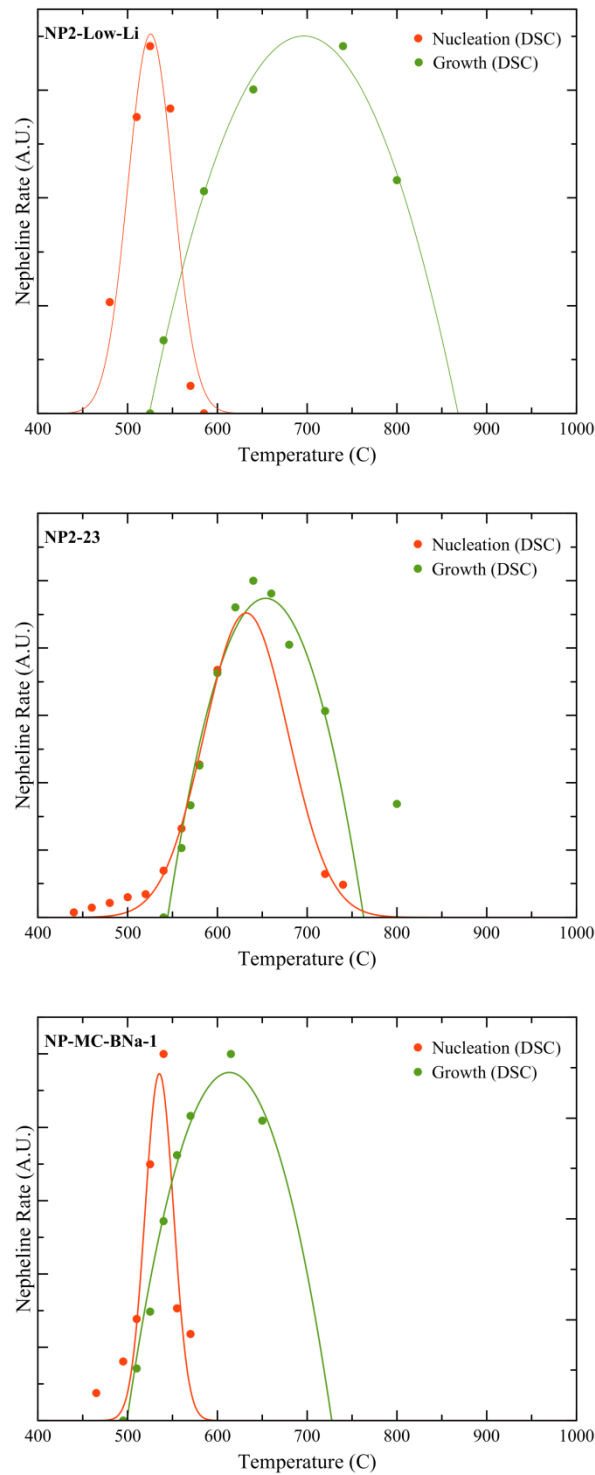 NP2-Low-Li
Nucleation (DSC)
Growth (DSC)
Nepheline Rate (A.U.)
400 500 600 700 800 900 1000
Temperature (C)
NP2-23
Nucleation (DSC)
Growth (DSC)
Nepheline Rate (A.U.)
400 500 600 700 800 900 1000
Temperature (C)
NP-MC-BNa-1
Nucleation (DSC)
Growth (DSC)
Nepheline Rate (A.U.)
400 500 600 700 800 900 1000
Temperature (C)